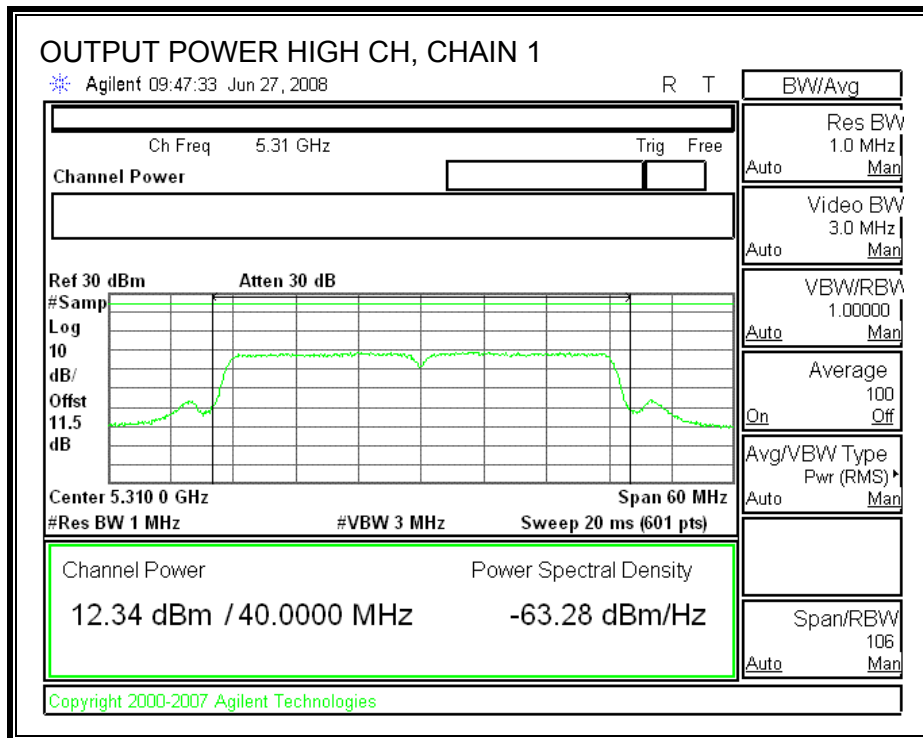 OUTPUT POWER HIGH CH, CHAIN 1
Agilent 09:47:33 Jun 27, 2008 R T
Ch Freq 5.31 GHz Trig Free
Channel Power
Ref 30 dBm Atten 30 dB
#Samp
Log
10
dB/
Offst
11.5
dB
Center 5.310 0 GHz Span 60 MHz
#Res BW 1 MHz #VBW 3 MHz Sweep 20 ms (601 pts)
Channel Power Power Spectral Density
12.34 dBm / 40.0000 MHz -63.28 dBm/Hz
Copyright 2000-2007 Agilent Technologies
BW/Avg
Res BW
1.0 MHz
Auto Man
Video BW
3.0 MHz
Auto Man
VBW/RBW
1.00000
Auto Man
Average
100
On Off
Avg/VBW Type
Pwr (RMS)
Auto Man
Span/RBW
106
Auto Man